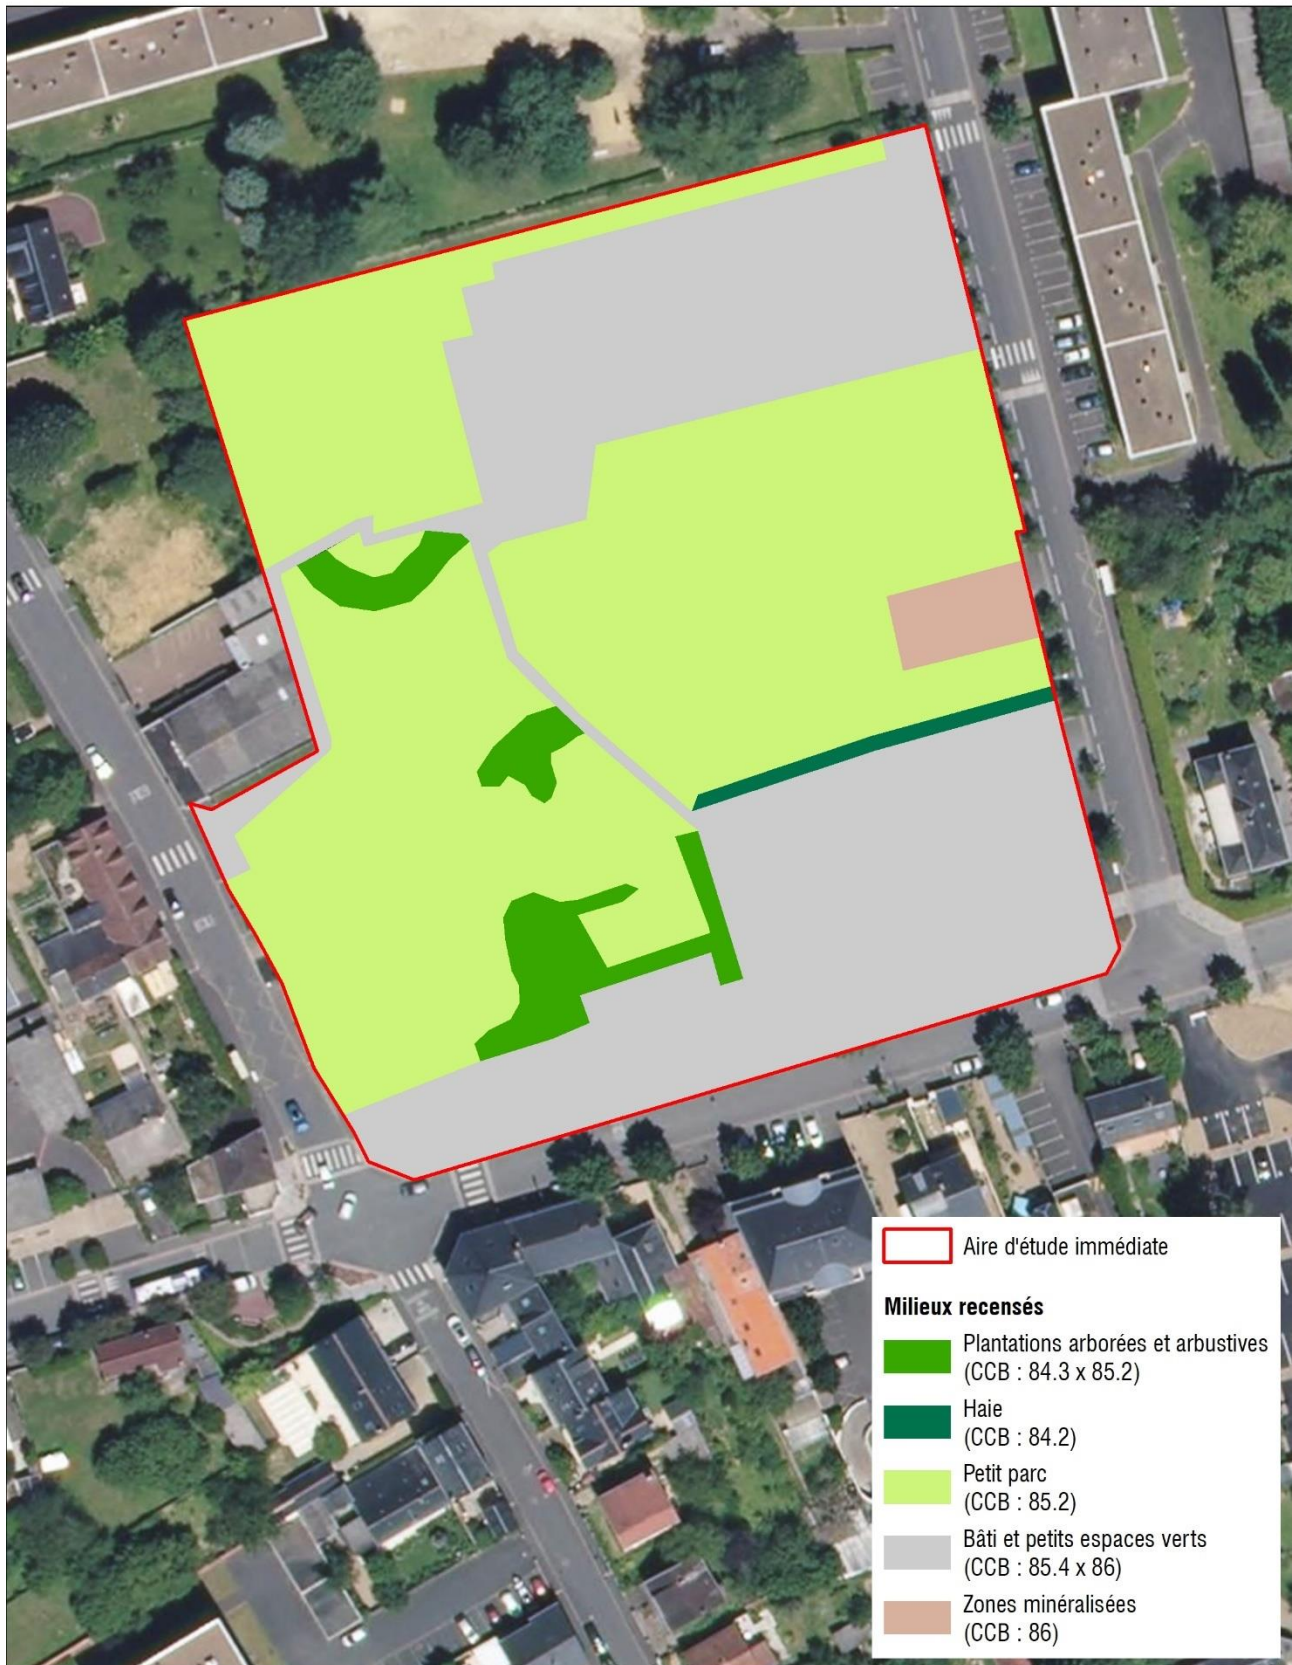 Aire d'étude immédiate
Milieux recensés
Plantations arborées et arbustives
(CCB : 84.3 x 85.2)
Haie
(CCB : 84.2)
Petit parc
(CCB : 85.2)
Bâti et petits espaces verts
(CCB : 85.4 x 86)
Zones minéralisées
(CCB : 86)